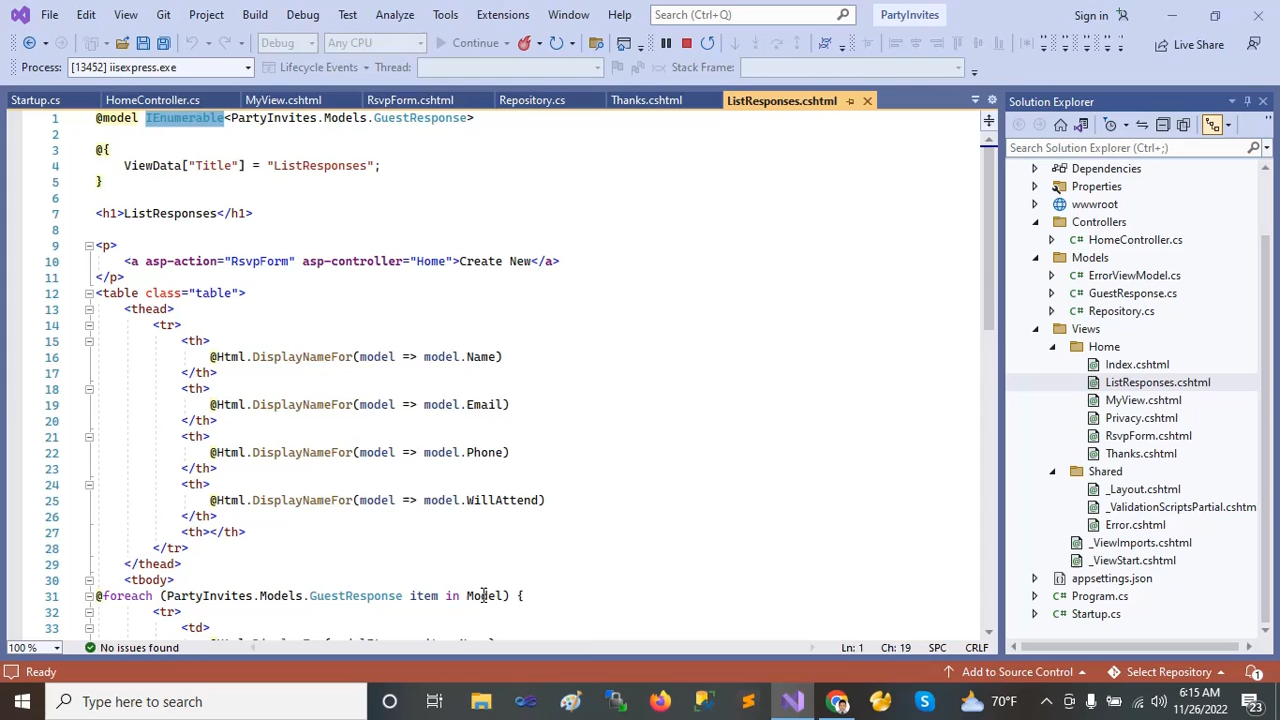 File Edit View Git Project Build Debug Test Analyze Tools Extensions Window Help Search (Ctrl+Q) PartyInvites Sign in
Debug Any CPU Continue Live Share
Process: [13452] iisexpress.exe Lifecycle Events Thread: Stack Frame:
Startup.cs HomeController.cs MyView.cshtml RsvpForm.cshtml Repository.cs Thanks.cshtml ListResponses.cshtml
1 @model IEnumerable<PartyInvites.Models.GuestResponse>
2
3 @{
4 ViewData["Title"] = "ListResponses";
5 }
6
7 <h1>ListResponses</h1>
8
9 <p>
10 <a asp-action="RsvpForm" asp-controller="Home">Create New</a>
11 </p>
12 <table class="table">
13 <thead>
14 <tr>
15 <th>
16 @Html.DisplayNameFor(model => model.Name)
17 </th>
18 <th>
19 @Html.DisplayNameFor(model => model.Email)
20 </th>
21 <th>
22 @Html.DisplayNameFor(model => model.Phone)
23 </th>
24 <th>
25 @Html.DisplayNameFor(model => model.WillAttend)
26 </th>
27 <th></th>
28 </tr>
29 </thead>
30 <tbody>
31 @foreach (PartyInvites.Models.GuestResponse item in Model) {
32 <tr>
33 <td>
100 % No issues found Ln: 1 Ch: 19 SPC CRLF
Solution Explorer
Search Solution Explorer (Ctrl+;)
Dependencies
Properties
wwwroot
Controllers
C# HomeController.cs
Models
C# ErrorViewModel.cs
C# GuestResponse.cs
C# Repository.cs
Views
Home
Index.cshtml
ListResponses.cshtml
MyView.cshtml
Privacy.cshtml
RsvpForm.cshtml
Thanks.cshtml
Shared
_Layout.cshtml
_ValidationScriptsPartial.cshtm
Error.cshtml
_ViewImports.cshtml
_ViewStart.cshtml
appsettings.json
C# Program.cs
C# Startup.cs
Ready Add to Source Control Select Repository 1
Type here to search 70°F 6:15 AM
11/26/2022 23